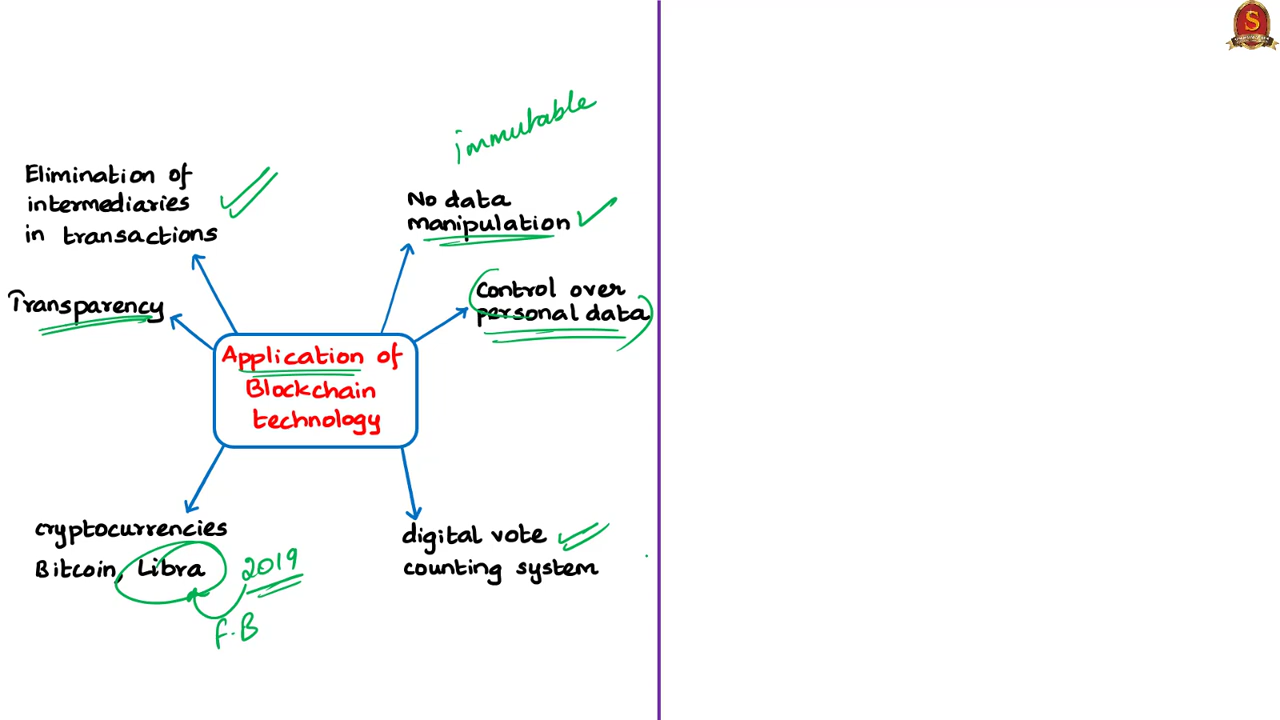 immutable
Elimination of
intermediaries
in transactions
No data
manipulation
Transparency
Control over
personal data
Application of
Blockchain
technology
cryptocurrencies
Bitcoin, Libra
2019
F.B
digital vote
counting system
S